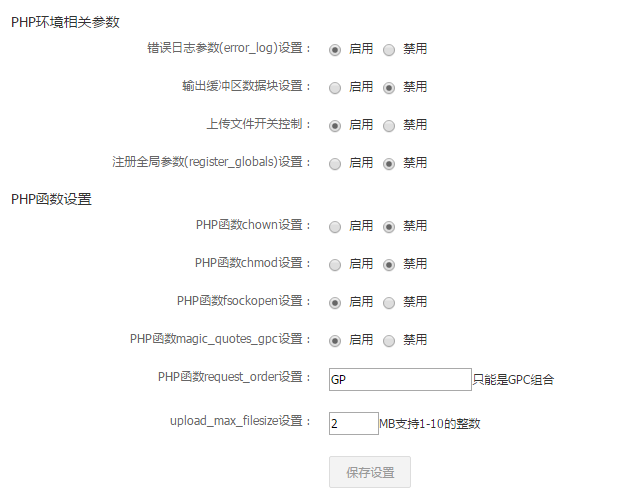 PHP环境相关参数
错误日志参数(error_log)设置： 启用 禁用
输出缓冲区数据块设置： 启用 禁用
上传文件开关控制： 启用 禁用
注册全局参数(register_globals)设置： 启用 禁用
PHP函数设置
PHP函数chown设置： 启用 禁用
PHP函数chmod设置： 启用 禁用
PHP函数fsockopen设置： 启用 禁用
PHP函数magic_quotes_gpc设置： 启用 禁用
PHP函数request_order设置： GP 只能是GPC组合
upload_max_filesize设置： 2 MB支持1-10的整数
保存设置